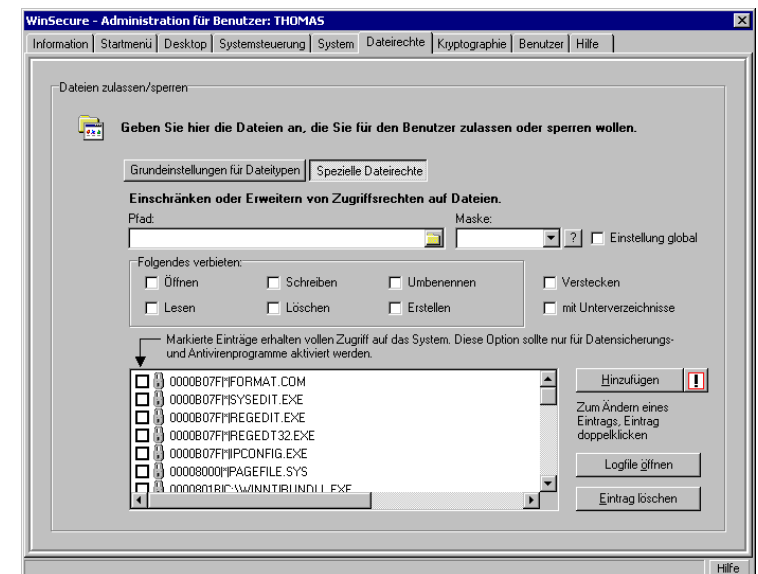 WinSecure - Administration für Benutzer: THOMAS
Information Startmenü Desktop Systemsteuerung System Dateirechte Kryptographie Benutzer Hilfe
Dateien zulassen/sperren
Geben Sie hier die Dateien an, die Sie für den Benutzer zulassen oder sperren wollen.
Grundeinstellungen für Dateitypen Spezielle Dateirechte
Einschränken oder Erweitern von Zugriffsrechten auf Dateien.
Pfad: Maske:
? Einstellung global
Folgendes verbieten:
Öffnen Schreiben Umbenennen Verstecken
Lesen Löschen Erstellen mit Unterverzeichnisse
Markierte Einträge erhalten vollen Zugriff auf das System. Diese Option sollte nur für Datensicherungs-
und Antivirenprogramme aktiviert werden.
0000B07F|*|FORMAT.COM
0000B07F|*|SYSEDIT.EXE
0000B07F|*|REGEDIT.EXE
0000B07F|*|REGEDT32.EXE
0000B07F|*|IPCONFIG.EXE
00008000|*|PAGEFILE.SYS
0000801B|C:\WINNT|RUNDLL.EXE
Hinzufügen !
Zum Ändern eines
Eintrags, Eintrag
doppelklicken
Logfile öffnen
Eintrag löschen
Hilfe